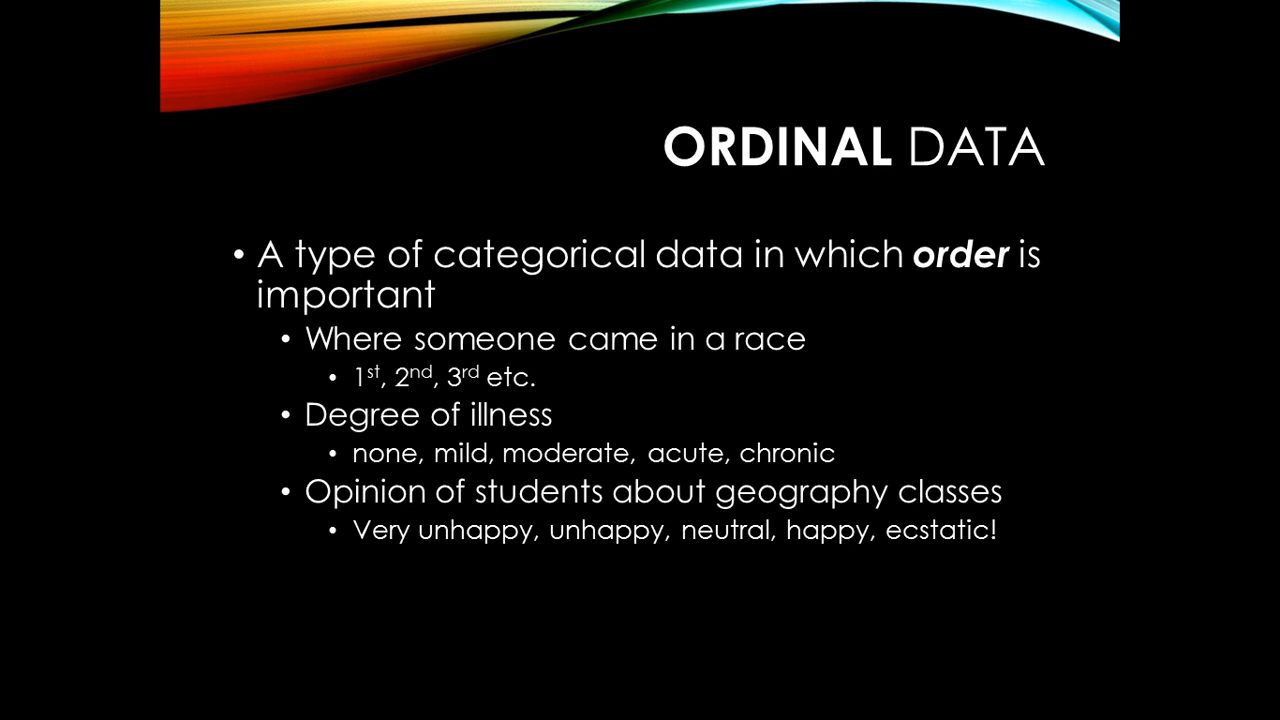 ORDINAL DATA
• A type of categorical data in which order is
important
• Where someone came in a race
• 1st, 2nd, 3rd etc.
• Degree of illness
• none, mild, moderate, acute, chronic
• Opinion of students about geography classes
• Very unhappy, unhappy, neutral, happy, ecstatic!